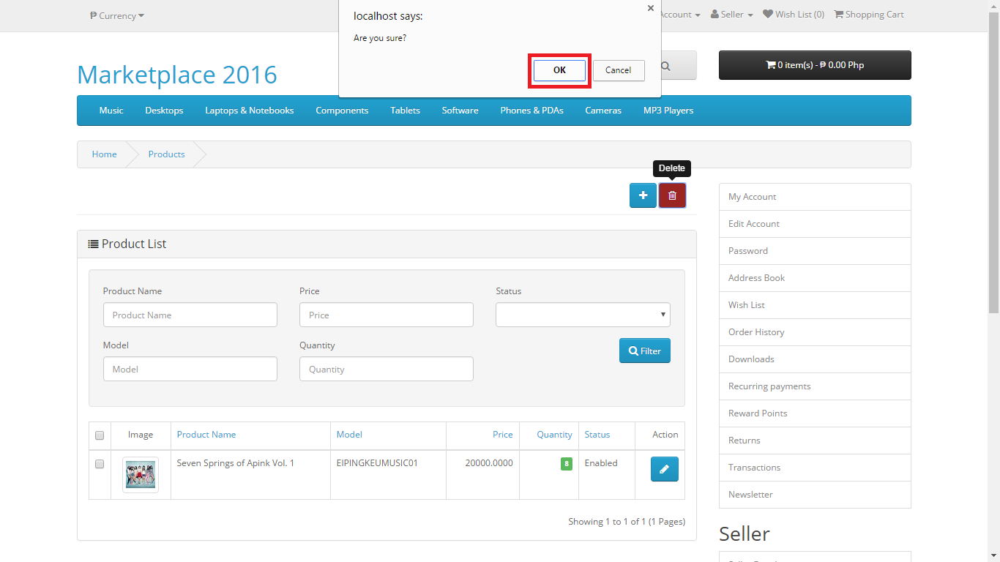 ₱ Currency
Account
Seller
Wish List (0)
Shopping Cart
localhost says:
Are you sure?
OK
Cancel
Marketplace 2016
0 item(s) - ₱ 0.00 Php
Music
Desktops
Laptops & Notebooks
Components
Tablets
Software
Phones & PDAs
Cameras
MP3 Players
Home
Products
Delete
Product List
Product Name
Price
Status
Product Name
Price
Model
Quantity
Filter
Model
Quantity
Image
Product Name
Model
Price
Quantity
Status
Action
Seven Springs of Apink Vol. 1
EIPINGKEUMUSIC01
20000.0000
8
Enabled
Showing 1 to 1 of 1 (1 Pages)
My Account
Edit Account
Password
Address Book
Wish List
Order History
Downloads
Recurring payments
Reward Points
Returns
Transactions
Newsletter
Seller